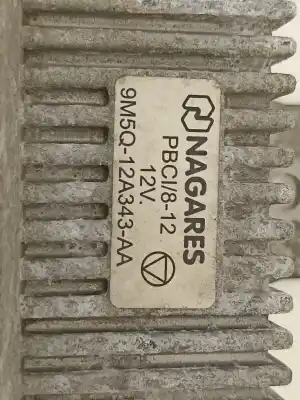 NAGARES
PBCI/8-12
12V.
9M5Q-12A343-AA